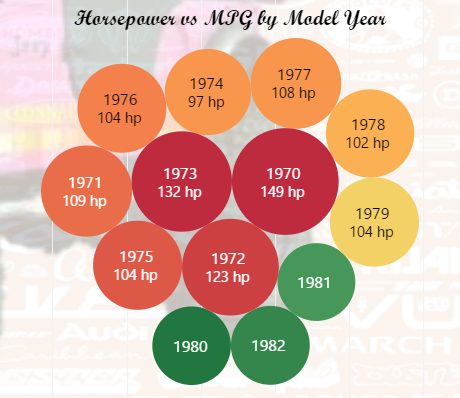 Horsepower vs MPG by Model Year
1977
108 hp
1974
97 hp
1976
104 hp
1978
102 hp
1973
132 hp
1970
149 hp
1971
109 hp
1979
104 hp
1975
104 hp
1972
123 hp
1981
1980
1982
AUDI
MARCH